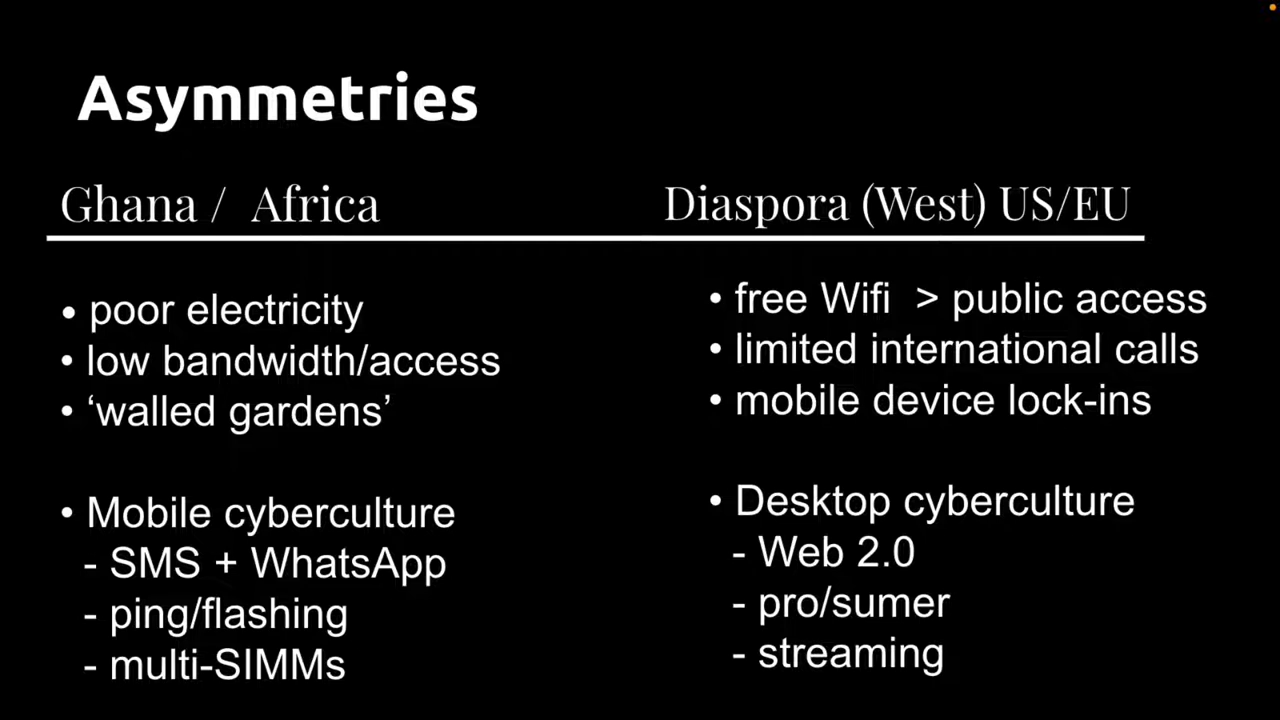 Asymmetries
Ghana / Africa
• poor electricity
• low bandwidth/access
• ‘walled gardens’
• Mobile cyberculture
- SMS + WhatsApp
- ping/flashing
- multi-SIMMs
Diaspora (West) US/EU
• free Wifi > public access
• limited international calls
• mobile device lock-ins
• Desktop cyberculture
- Web 2.0
- pro/sumer
- streaming